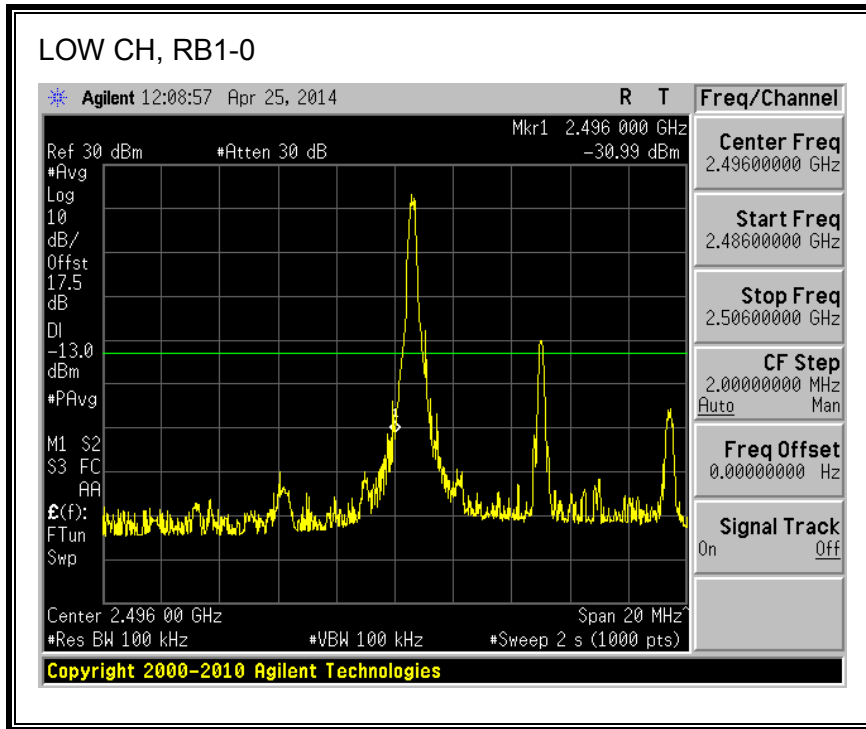 LOW CH, RB1-0
Agilent 12:08:57 Apr 25, 2014 R T
Mkr1 2.496 000 GHz
Ref 30 dBm #Atten 30 dB -30.99 dBm
#Avg
Log
10
dB/
Offst
17.5
dB
DI
-13.0
dBm
#PAvg
M1 S2
S3 FC
AA
£(f):
FTun
Swp
1
Center 2.496 00 GHz Span 20 MHz^
#Res BW 100 kHz #VBW 100 kHz #Sweep 2 s (1000 pts)
Copyright 2000-2010 Agilent Technologies
Freq/Channel
Center Freq
2.49600000 GHz
Start Freq
2.48600000 GHz
Stop Freq
2.50600000 GHz
CF Step
2.00000000 MHz
Auto Man
Freq Offset
0.00000000 Hz
Signal Track
On Off